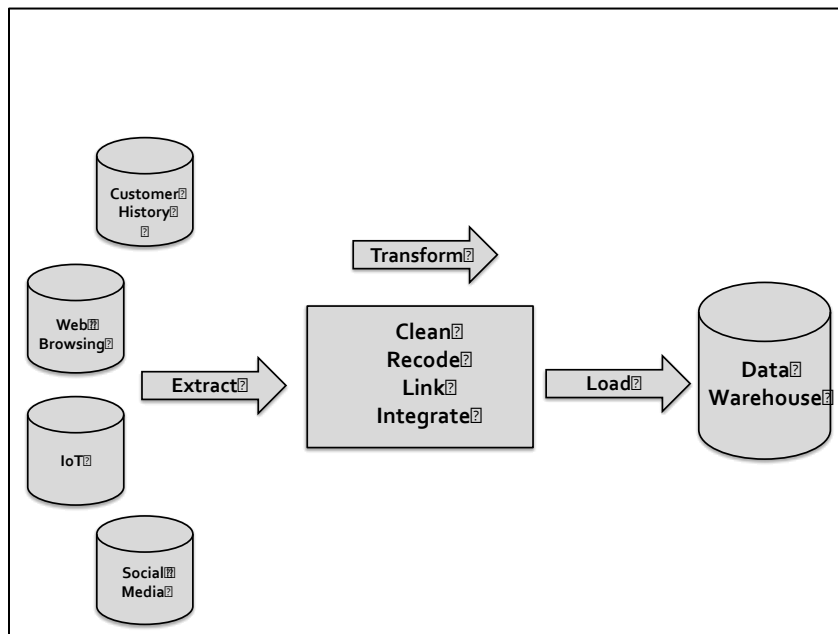 Customer
History
Transform
Web
Browsing
Clean
Recode
Link
Integrate
Extract
Load
Data
Warehouse
IoT
Social
Media